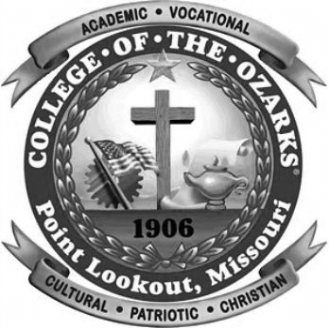 ACADEMIC • VOCATIONAL
COLLEGE • OF • THE • OZARKS®
1906
Point Lookout, Missouri
CULTURAL • PATRIOTIC • CHRISTIAN